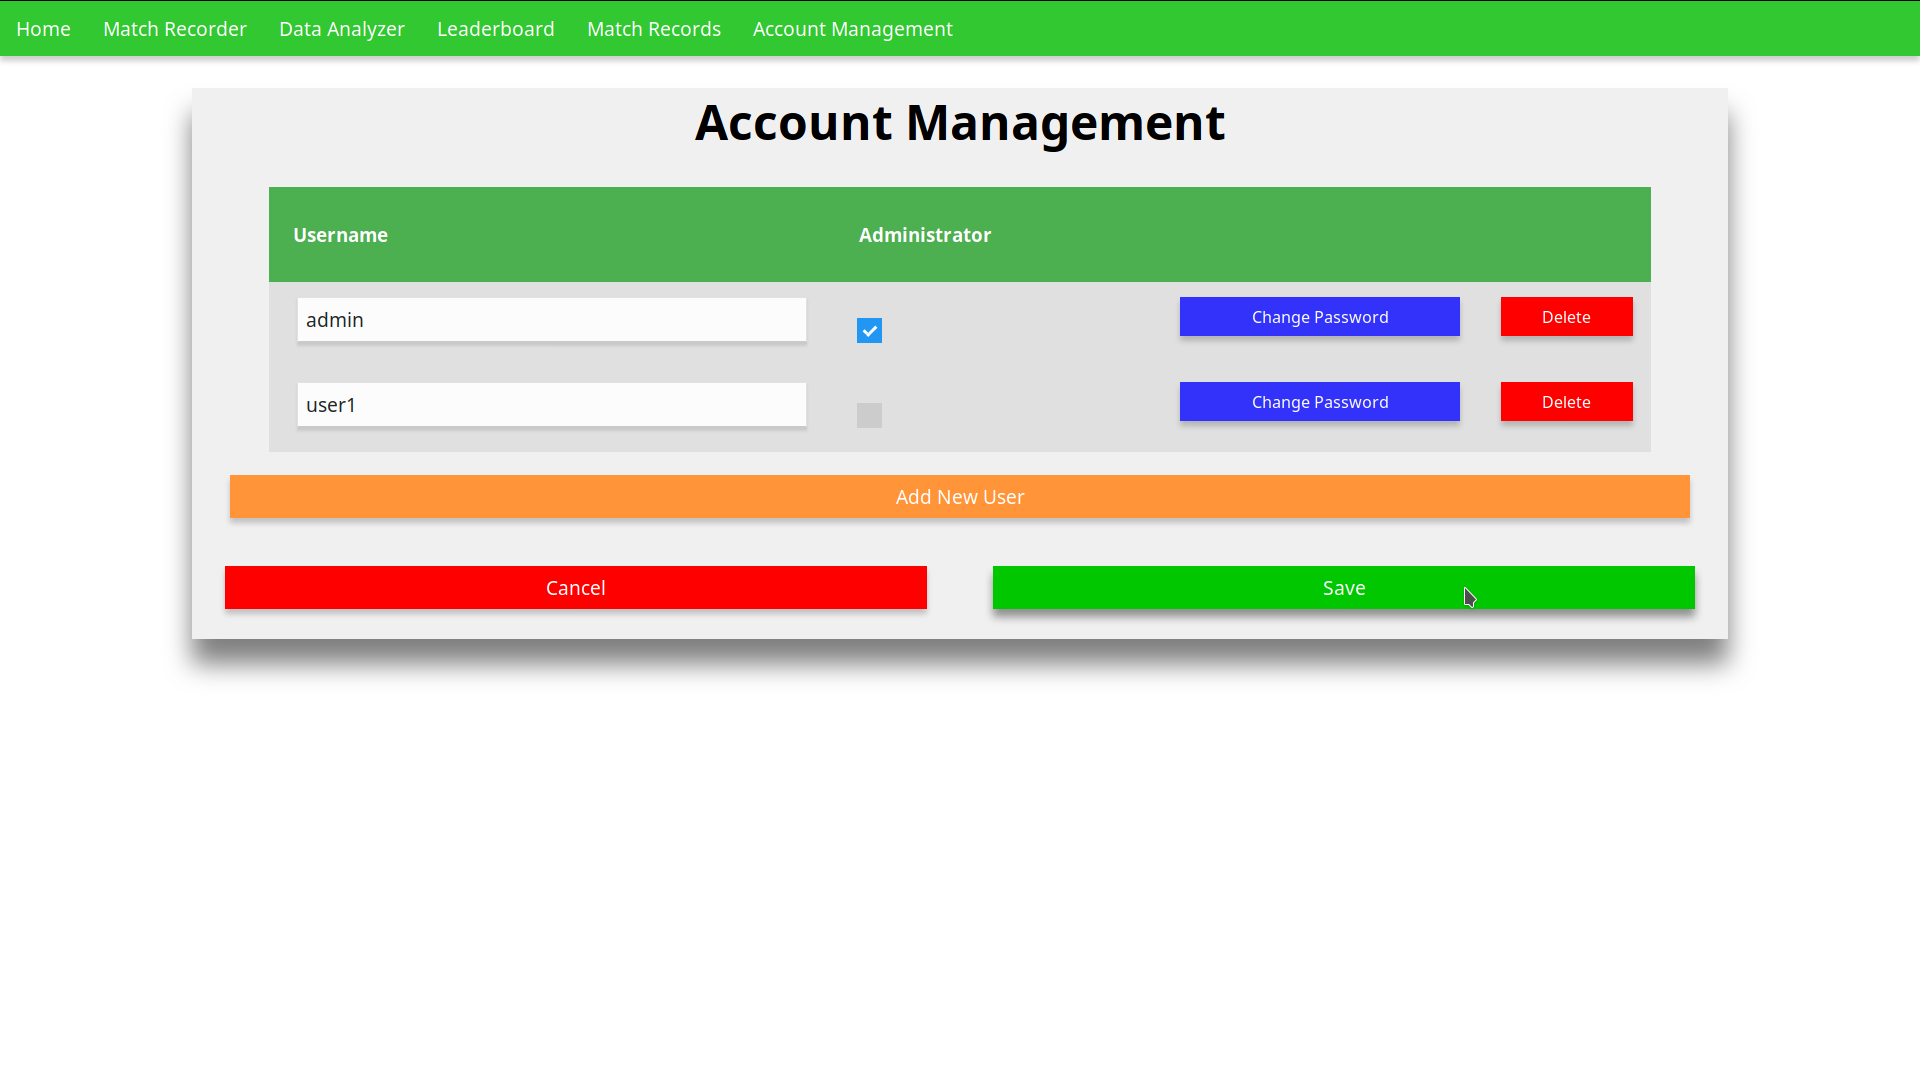 Home Match Recorder Data Analyzer Leaderboard Match Records Account Management
Account Management
Username Administrator
admin Change Password Delete
user1 Change Password Delete
Add New User
Cancel Save